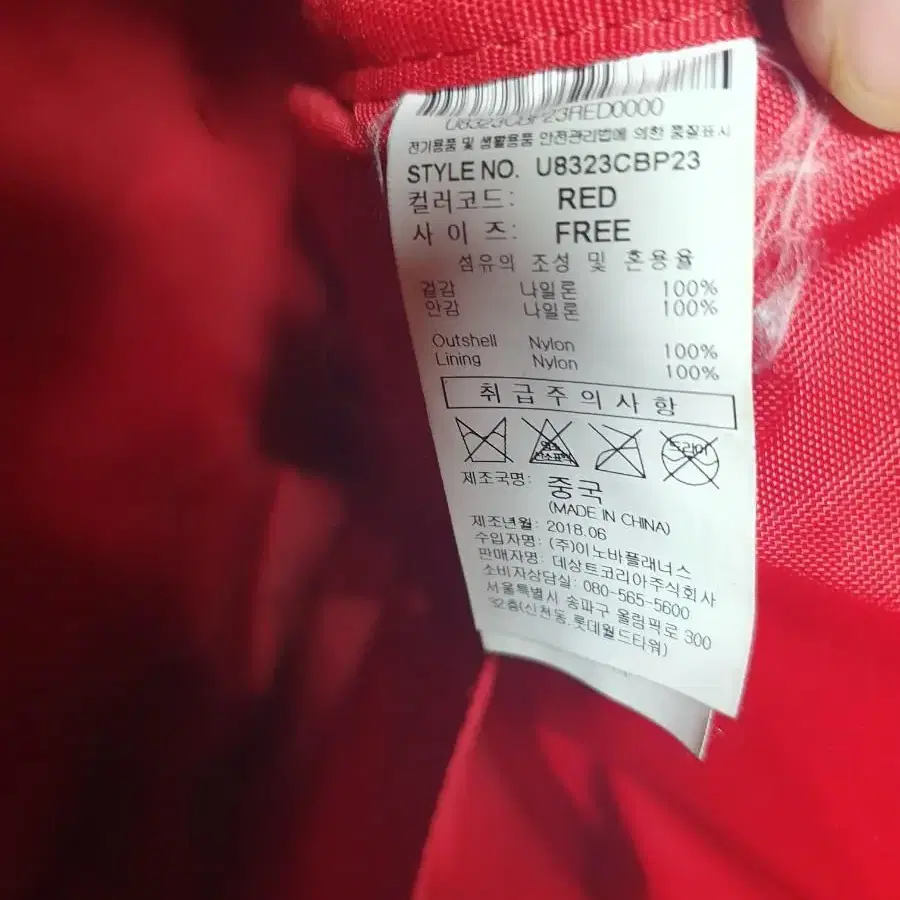 U8323CBP23RED0000
전기용품 및 생활용품 안전관리법에 의한 품질표시
STYLE NO. U8323CBP23
컬러코드: RED
사 이 즈: FREE
섬유의 조성 및 혼용율
겉감 나일론 100%
안감 나일론 100%
Outshell Nylon 100%
Lining Nylon 100%
취 급 주 의 사 항
염소 드라이
산소표백
제조국명: 중국
(MADE IN CHINA)
제조년월: 2018.06
수입자명: (주)이노바플래너스
판매자명: 데상트코리아주식회사
소비자상담실: 080-565-5600
서울특별시 송파구 올림픽로 300
32층(신천동,롯데월드타워)